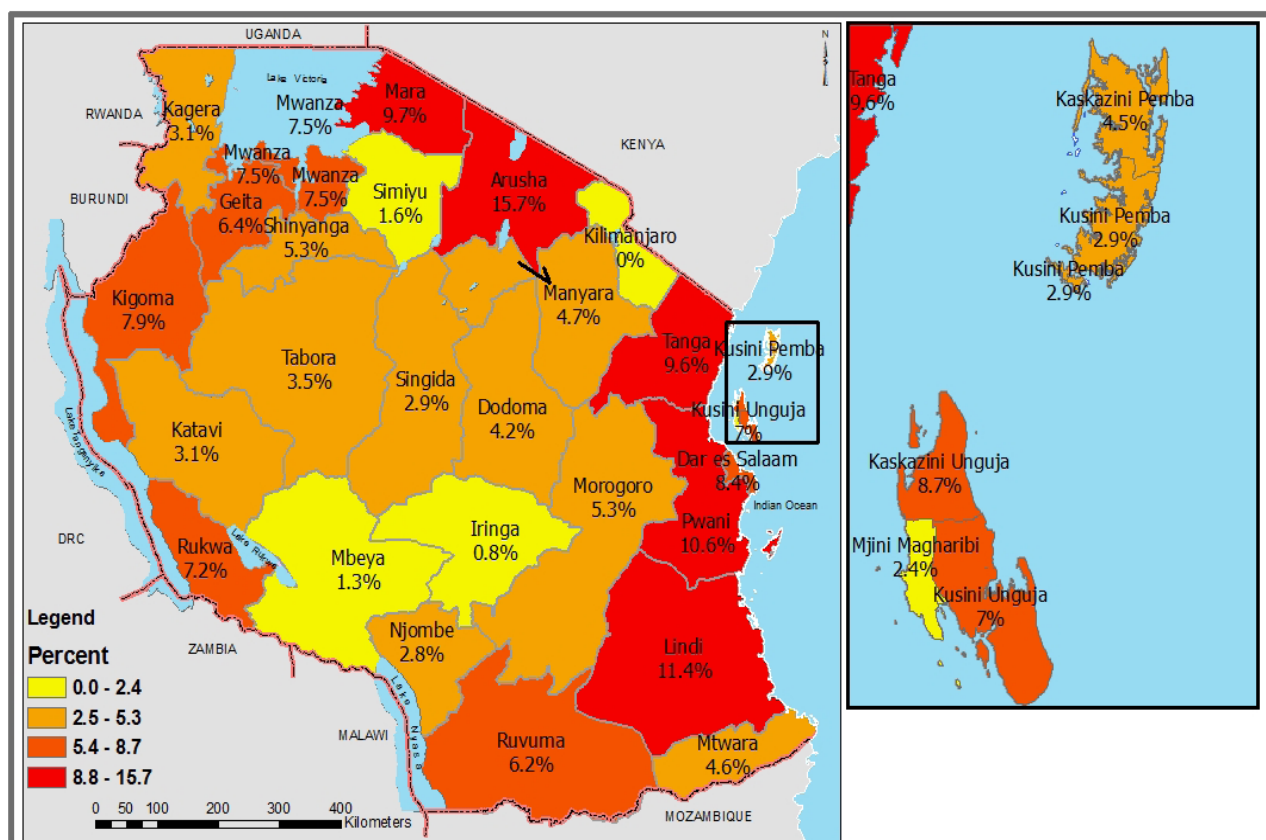 UGANDA
N
Lake Victoria
Mara
9.7%
Mwanza
7.5%
Kagera
3.1%
RWANDA
KENYA
Mwanza
7.5%
Mwanza
7.5%
Simiyu
1.6%
Arusha
15.7%
BURUNDI
Geita
6.4%
Shinyanga
5.3%
Kilimanjaro
0%
Kigoma
7.9%
Manyara
4.7%
Tabora
3.5%
Singida
2.9%
Tanga
9.6%
Kusini Pemba
2.9%
Dodoma
4.2%
Kusini Unguja
7%
Lake Tanganyika
Katavi
3.1%
Dar es Salaam
8.4%
Morogoro
5.3%
Indian Ocean
DRC
Rukwa
7.2%
Lake Rukwa
Iringa
0.8%
Pwani
10.6%
Mbeya
1.3%
ZAMBIA
Njombe
2.8%
Lindi
11.4%
Lake Nyasa
MALAWI
Ruvuma
6.2%
Mtwara
4.6%
MOZAMBIQUE
Legend
Percent
0.0 - 2.4
2.5 - 5.3
5.4 - 8.7
8.8 - 15.7
0 50 100 200 300 400
Kilometers
Tanga
9.6%
Kaskazini Pemba
4.5%
Kusini Pemba
2.9%
Kusini Pemba
2.9%
Kaskazini Unguja
8.7%
Mjini Magharibi
2.4%
Kusini Unguja
7%